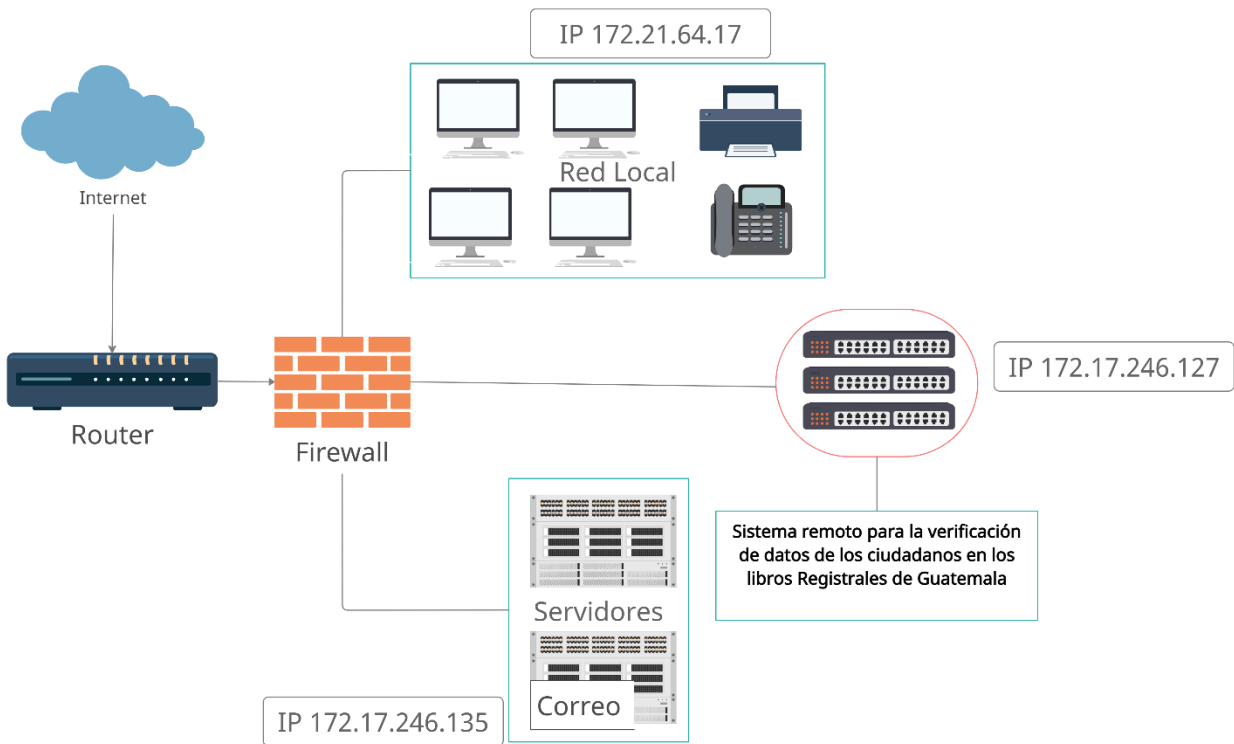 IP 172.21.64.17
Internet
Red Local
IP 172.17.246.127
Router
Firewall
Sistema remoto para la verificación
de datos de los ciudadanos en los
libros Registrales de Guatemala
Servidores
Correo
IP 172.17.246.135